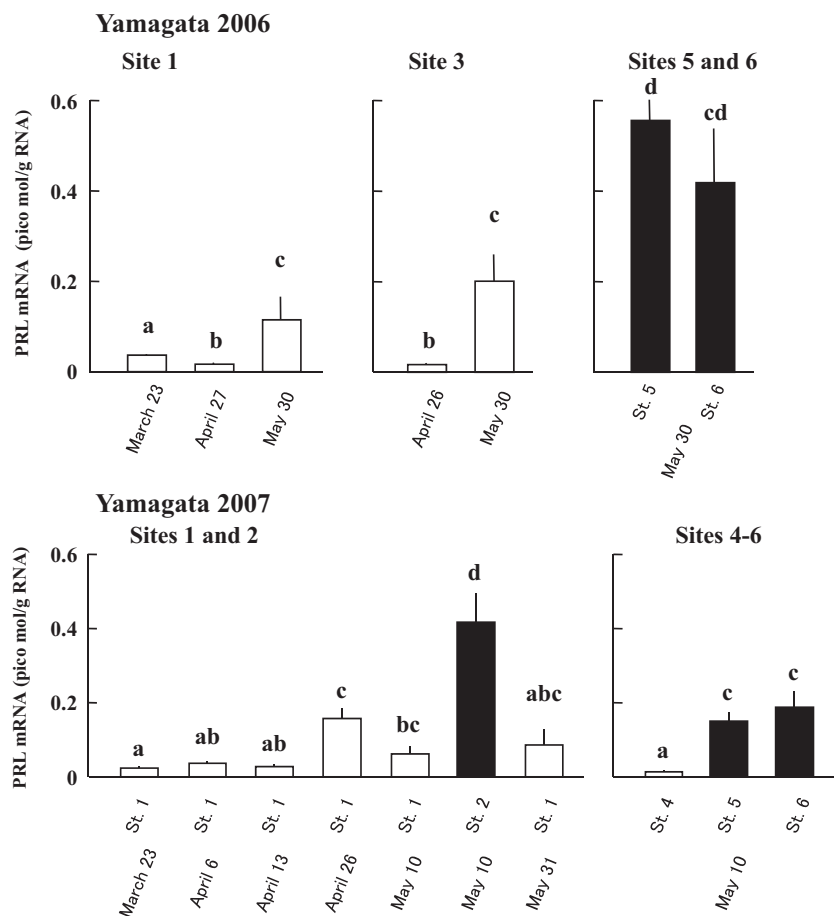 Yamagata 2006
Site 1
Site 3
Sites 5 and 6
PRL mRNA (pico mol/g RNA)
0.6
0.4
0.2
0
a
b
c
b
c
d
cd
March 23
April 27
May 30
April 26
May 30
St. 5
St. 6
May 30
Yamagata 2007
Sites 1 and 2
Sites 4-6
PRL mRNA (pico mol/g RNA)
0.6
0.4
0.2
0
a
ab
ab
c
bc
d
abc
a
c
c
St. 1
St. 1
St. 1
St. 1
St. 1
St. 2
St. 1
St. 4
St. 5
St. 6
March 23
April 6
April 13
April 26
May 10
May 10
May 31
May 10